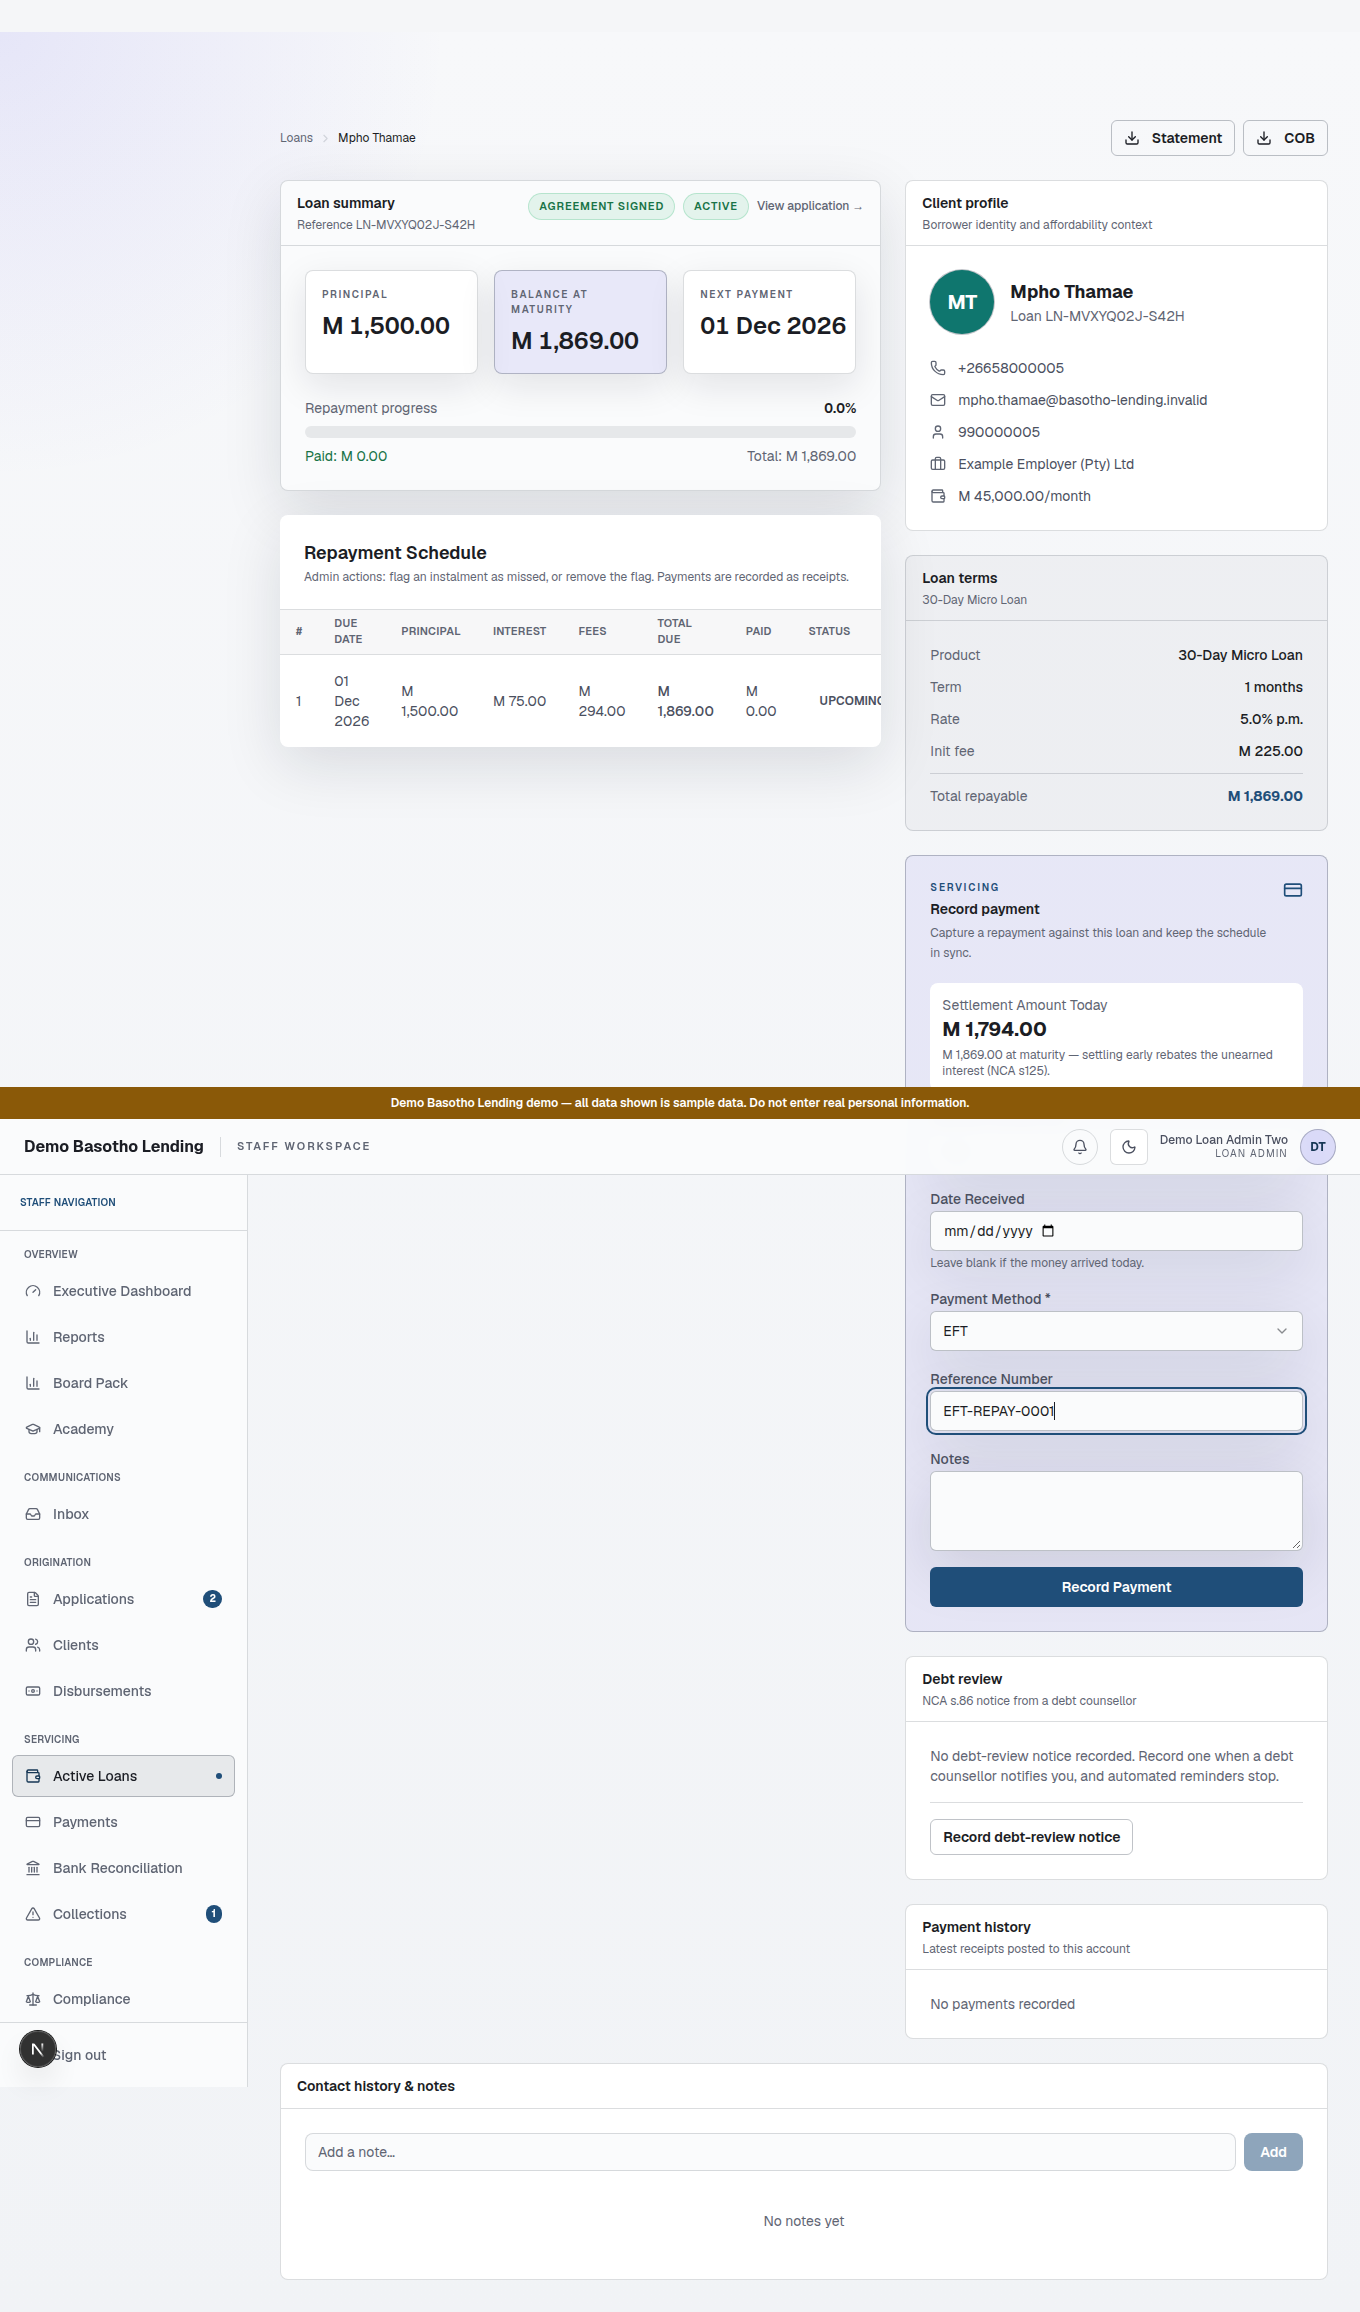 Loans > Mpho Thamae
Statement
COB
Loan summary
Reference LN-MVXYQ02J-S42H
AGREEMENT SIGNED
ACTIVE
View application →
PRINCIPAL
M 1,500.00
BALANCE AT
MATURITY
M 1,869.00
NEXT PAYMENT
01 Dec 2026
Repayment progress
0.0%
Paid: M 0.00
Total: M 1,869.00
Repayment Schedule
Admin actions: flag an instalment as missed, or remove the flag. Payments are recorded as receipts.
# DUE DATE PRINCIPAL INTEREST FEES TOTAL DUE PAID STATUS
1 01 Dec 2026 M 1,500.00 M 75.00 M 294.00 M 1,869.00 M 0.00 UPCOMING
Client profile
Borrower identity and affordability context
MT
Mpho Thamae
Loan LN-MVXYQ02J-S42H
+26658000005
mpho.thamae@basotho-lending.invalid
990000005
Example Employer (Pty) Ltd
M 45,000.00/month
Loan terms
30-Day Micro Loan
Product 30-Day Micro Loan
Term 1 months
Rate 5.0% p.m.
Init fee M 225.00
Total repayable M 1,869.00
SERVICING
Record payment
Capture a repayment against this loan and keep the schedule
in sync.
Settlement Amount Today
M 1,794.00
M 1,869.00 at maturity — settling early rebates the unearned
interest (NCA s125).
Demo Basotho Lending demo — all data shown is sample data. Do not enter real personal information.
Demo Basotho Lending
STAFF WORKSPACE
Demo Loan Admin Two
LOAN ADMIN
DT
STAFF NAVIGATION
OVERVIEW
Executive Dashboard
Reports
Board Pack
Academy
COMMUNICATIONS
Inbox
ORIGINATION
Applications 2
Clients
Disbursements
SERVICING
Active Loans
Payments
Bank Reconciliation
Collections 1
COMPLIANCE
Compliance
N
Sign out
Date Received
mm/dd/yyyy
Leave blank if the money arrived today.
Payment Method *
EFT
Reference Number
EFT-REPAY-0001
Notes
Record Payment
Debt review
NCA s.86 notice from a debt counsellor
No debt-review notice recorded. Record one when a debt
counsellor notifies you, and automated reminders stop.
Record debt-review notice
Payment history
Latest receipts posted to this account
No payments recorded
Contact history & notes
Add a note...
Add
No notes yet